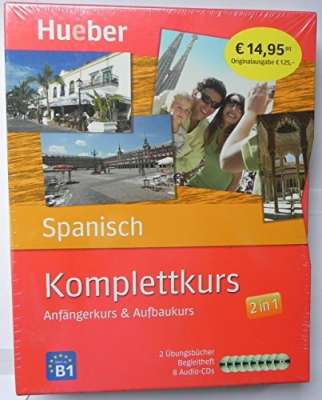 Hueber
€ 14,95
Originalausgabe € 125,–
Spanisch
Komplettkurs
Anfängerkurs & Aufbaukurs
2 in 1
2 Übungsbücher
Begleitheft
8 Audio-CDs
B1